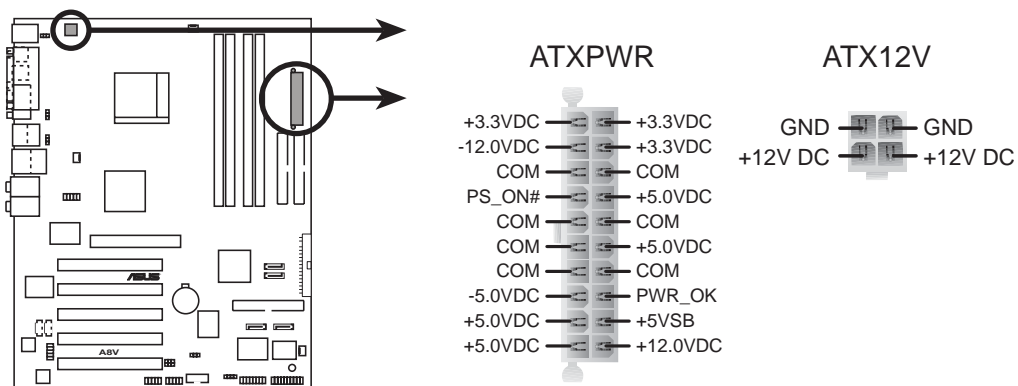 ATXPWR
ATX12V
+3.3VDC +3.3VDC
-12.0VDC +3.3VDC
COM COM
PS_ON# +5.0VDC
COM COM
COM +5.0VDC
COM COM
-5.0VDC PWR_OK
+5.0VDC +5VSB
+5.0VDC +12.0VDC
GND GND
+12V DC +12V DC
ASUS
A8V